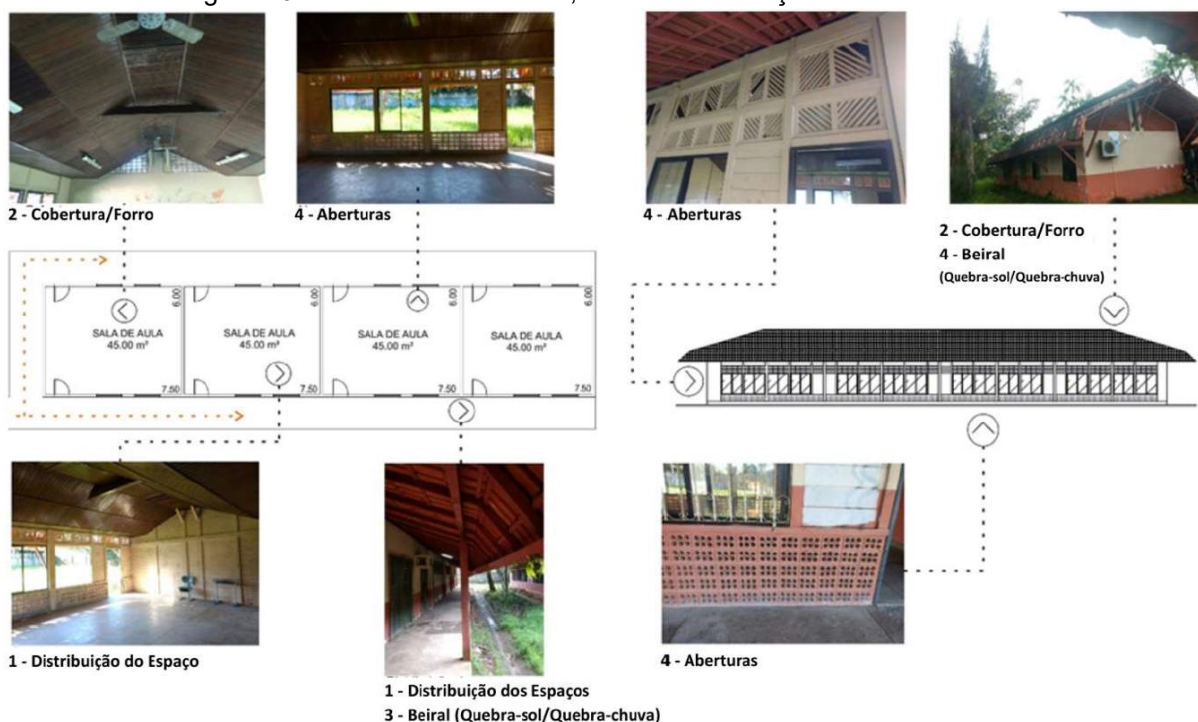 2 - Cobertura/Forro
4 - Aberturas
4 - Aberturas
2 - Cobertura/Forro
4 - Beiral
(Quebra-sol/Quebra-chuva)
SALA DE AULA
45.00 m²
6.00
SALA DE AULA
45.00 m²
6.00
7.50
SALA DE AULA
45.00 m²
6.00
7.50
SALA DE AULA
45.00 m²
6.00
7.50
1 - Distribuição do Espaço
1 - Distribuição dos Espaços
3 - Beiral (Quebra-sol/Quebra-chuva)
4 - Aberturas